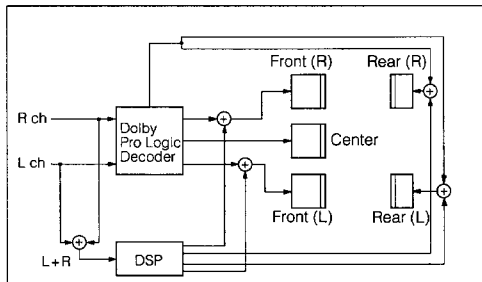 Front (R)
Rear (R)
R ch
Dolby
Pro Logic
Decoder
Center
L ch
Front (L)
Rear (L)
L+R
DSP